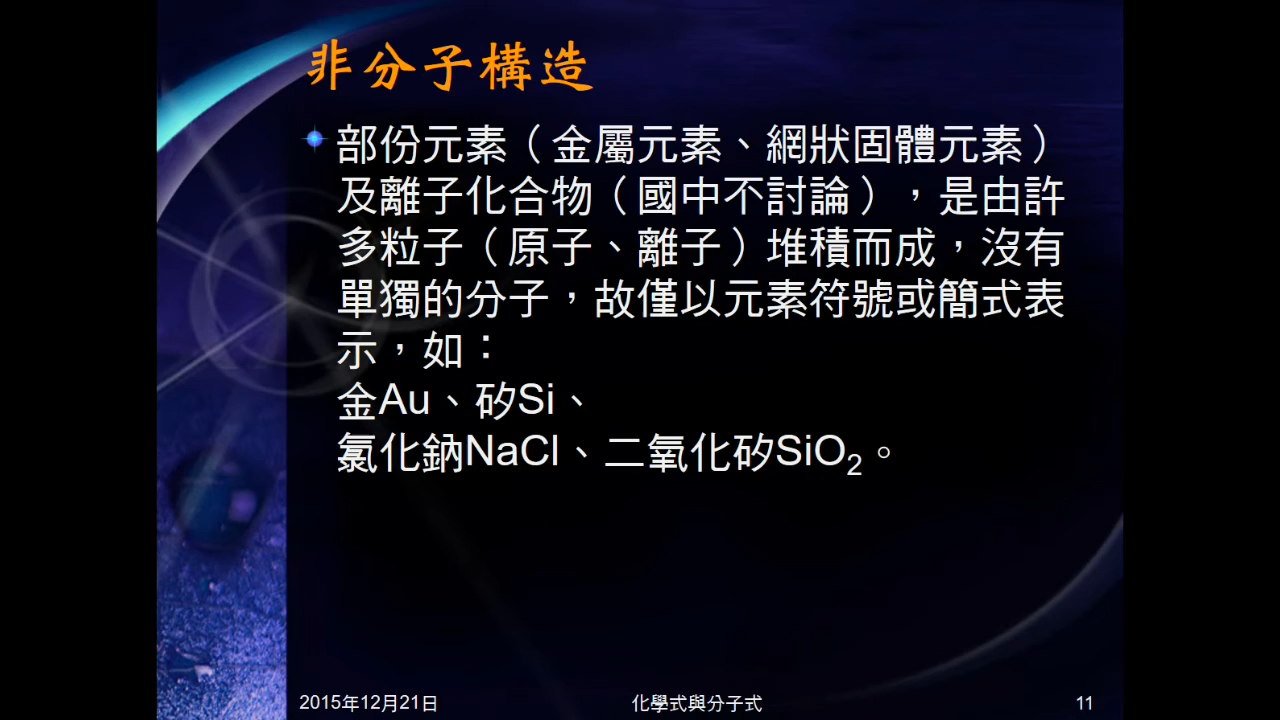 非分子構造
部份元素（金屬元素、網狀固體元素）
及離子化合物（國中不討論），是由許
多粒子（原子、離子）堆積而成，沒有
單獨的分子，故僅以元素符號或簡式表
示，如：
金Au、矽Si、
氯化鈉NaCl、二氧化矽SiO₂。
2015年12月21日
化學式與分子式
11